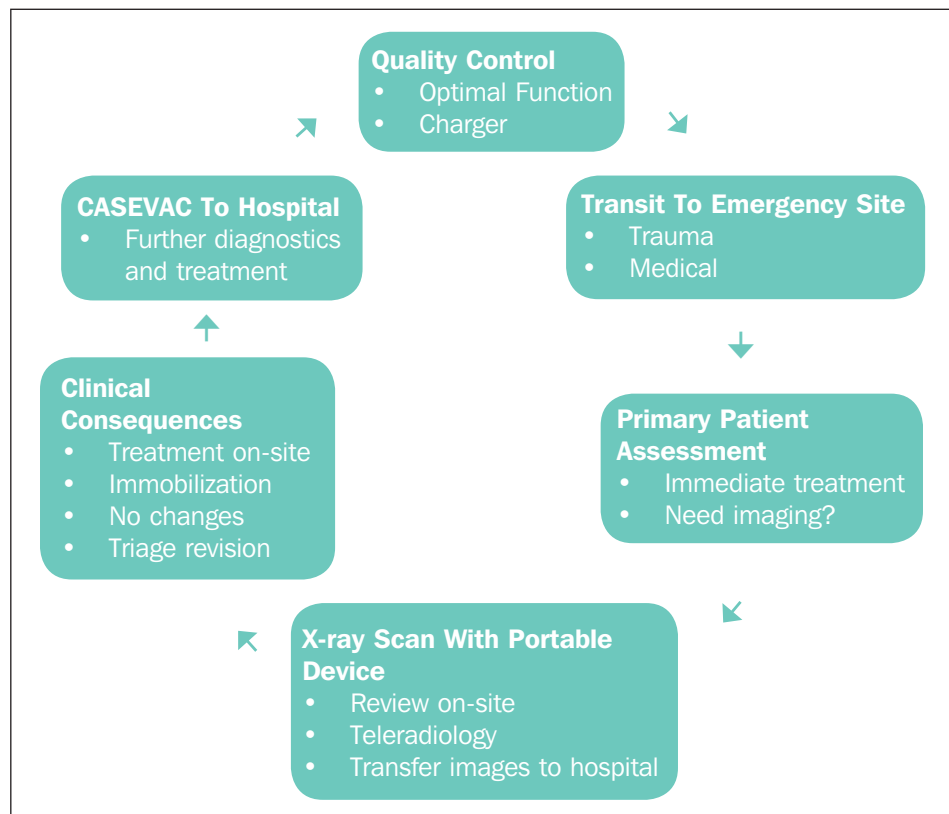 Quality Control
• Optimal Function
• Charger
Transit To Emergency Site
• Trauma
• Medical
Primary Patient
Assessment
• Immediate treatment
• Need imaging?
X-ray Scan With Portable
Device
• Review on-site
• Teleradiology
• Transfer images to hospital
Clinical
Consequences
• Treatment on-site
• Immobilization
• No changes
• Triage revision
CASEVAC To Hospital
• Further diagnostics
and treatment